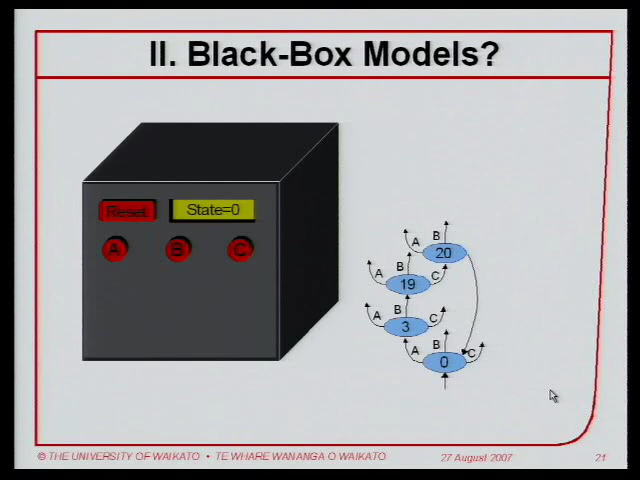 II. Black-Box Models?
Reset
State=0
A
B
C
A
B
20
A
B
C
19
A
B
C
3
A
B
C
0
© THE UNIVERSITY OF WAIKATO • TE WHARE WANANGA O WAIKATO
27 August 2007
21